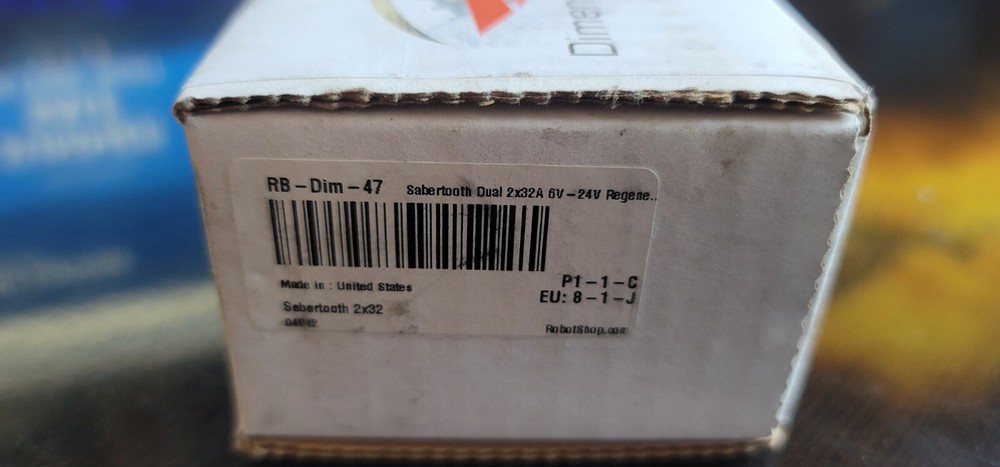 Dimen
RB-Dim-47 Sabertooth Dual 2x32A 6V-24V Regene..
Made in : United States
P1-1-C
EU: 8-1-J
Sabertooth 2x32
RobotShop.com